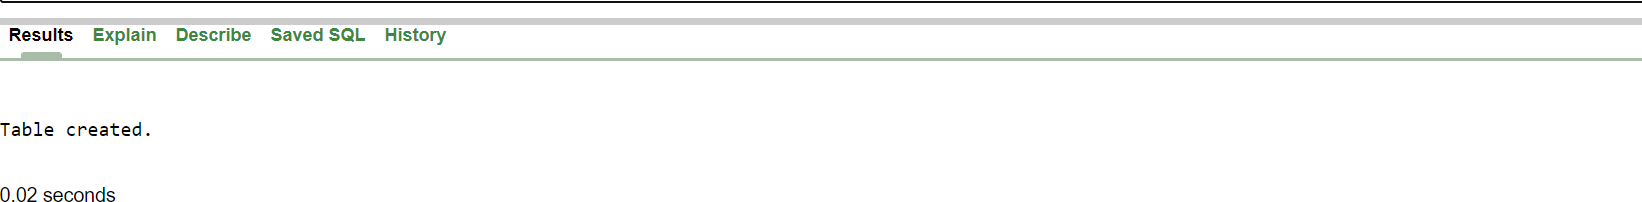 Results Explain Describe Saved SQL History
Table created.
0.02 seconds